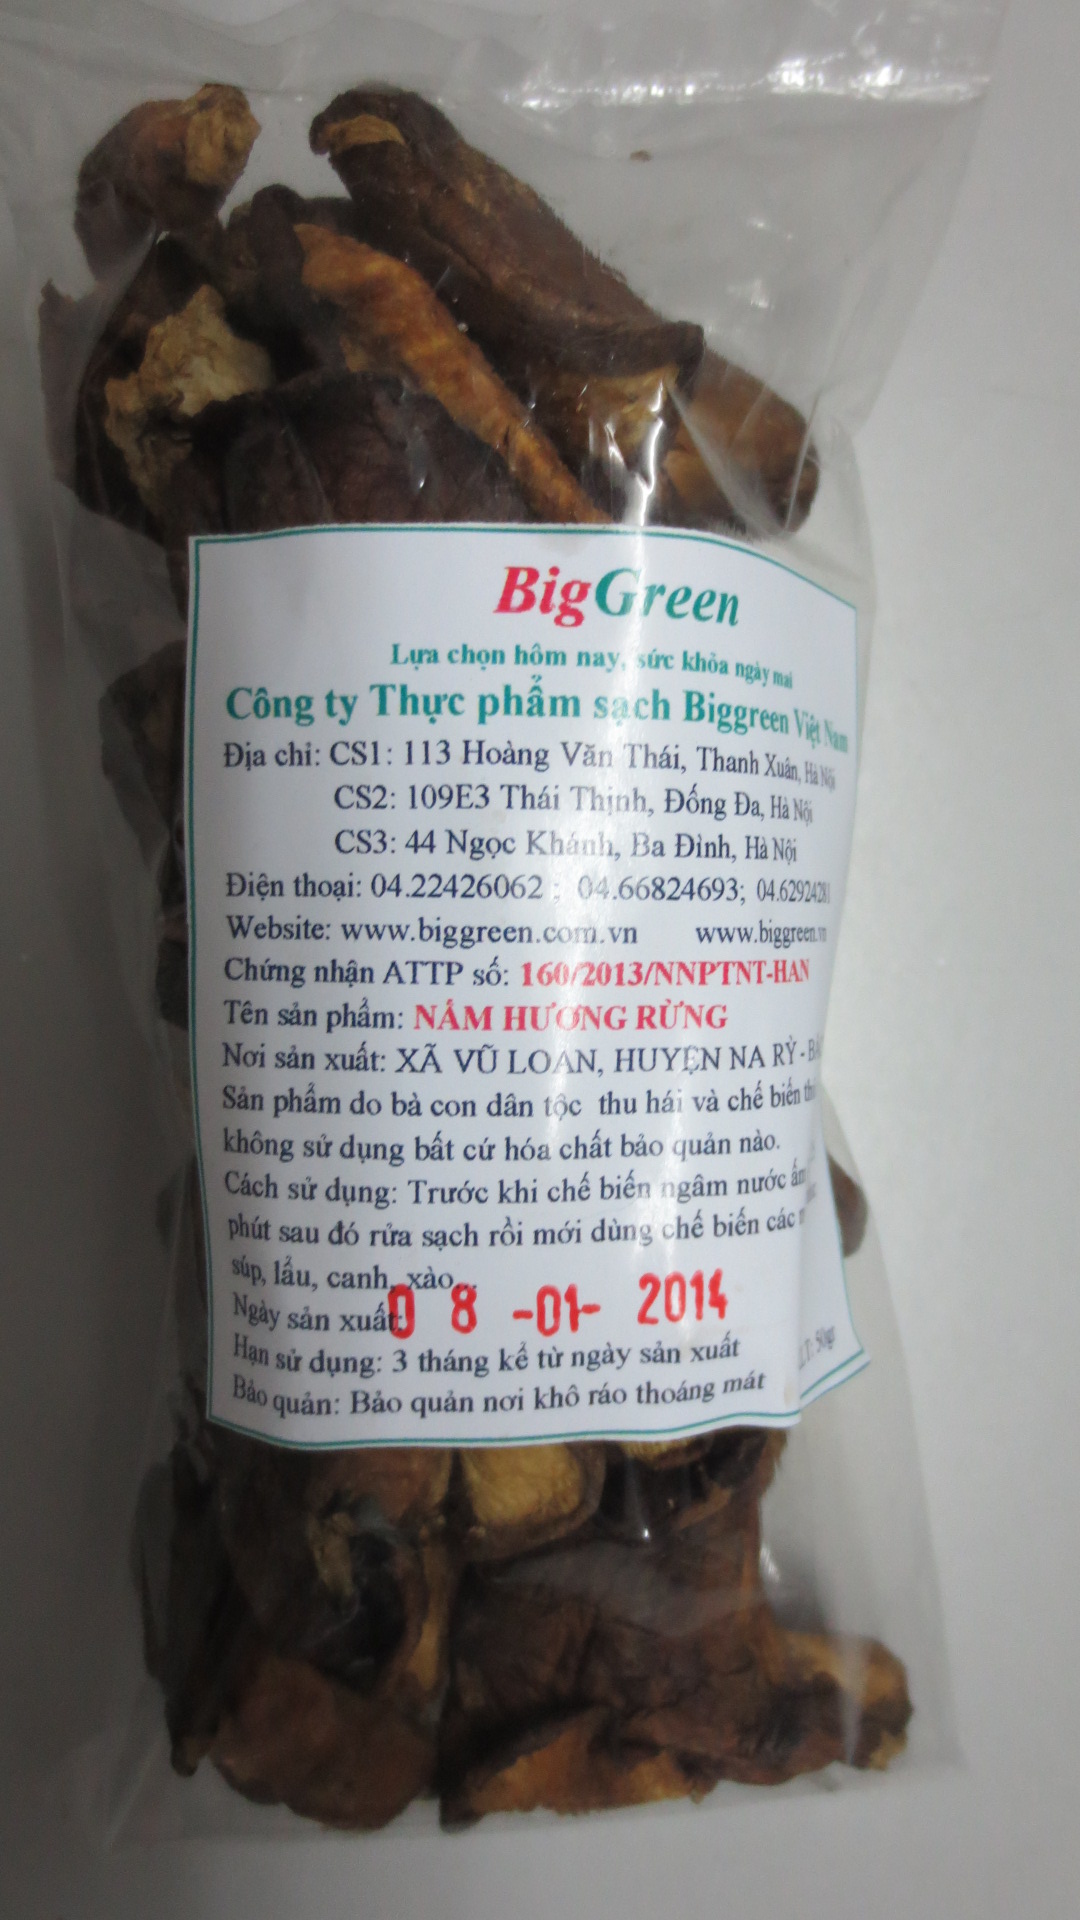 BigGreen
Lựa chọn hôm nay, sức khỏa ngày mai
Công ty Thực phẩm sạch Biggreen Việt Nam
Địa chỉ: CS1: 113 Hoàng Văn Thái, Thanh Xuân, Hà Nội
CS2: 109E3 Thái Thịnh, Đống Đa, Hà Nội
CS3: 44 Ngọc Khánh, Ba Đình, Hà Nội
Điện thoại: 04.22426062 ; 04.66824693;
Website: www.biggreen.com.vn www.biggreen.vn
Chứng nhận ATTP số: 160/2013/NNPTNT-HAN
Tên sản phẩm: NẤM HƯƠNG RỪNG
Nơi sản xuất: XÃ VŨ LOAN, HUYỆN NA RỲ -
Sản phẩm do bà con dân tộc thu hái và chế biến
không sử dụng bất cứ hóa chất bảo quản nào.
Cách sử dụng: Trước khi chế biến ngâm nước
phút sau đó rửa sạch rồi mới dùng chế biến các
súp, lẩu, canh, xào...
Ngày sản xuất: 08 -01- 2014
Hạn sử dụng: 3 tháng kể từ ngày sản xuất
Bảo quản: Bảo quản nơi khô ráo thoáng mát
50gr